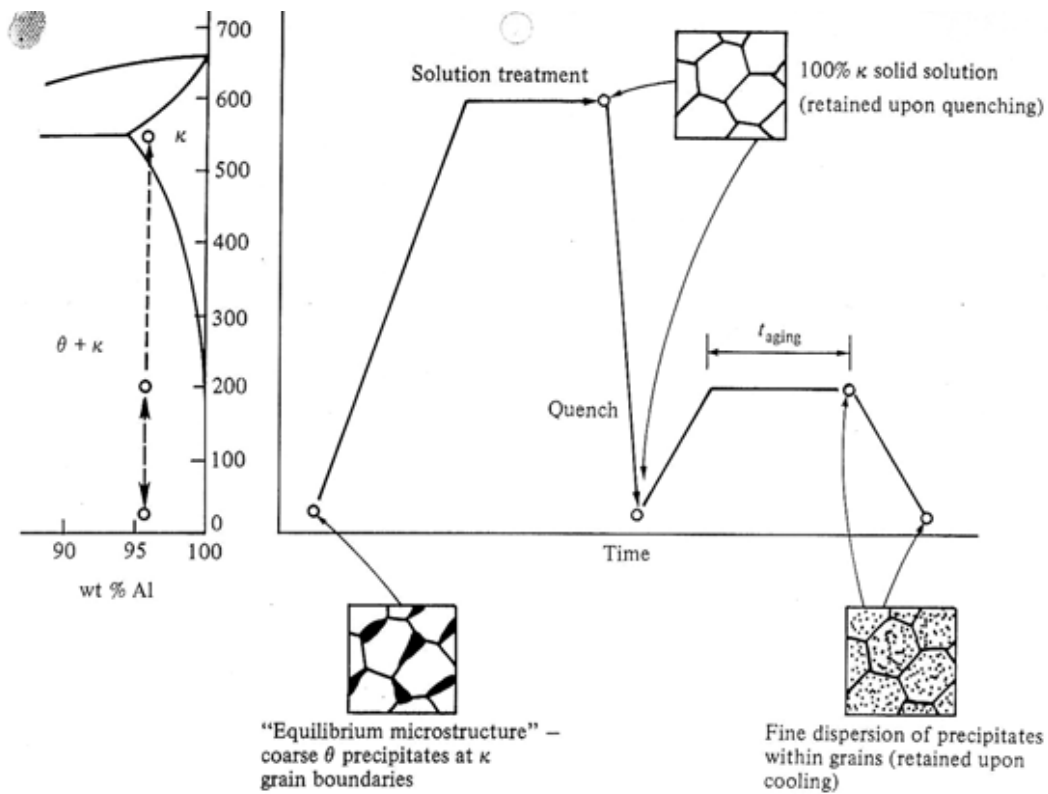 700
600
500
400
300
200
100
0
90 95 100
wt % Al
κ
θ + κ
Solution treatment
100% κ solid solution
(retained upon quenching)
Quench
t aging
Time
“Equilibrium microstructure” –
coarse θ precipitates at κ
grain boundaries
Fine dispersion of precipitates
within grains (retained upon
cooling)